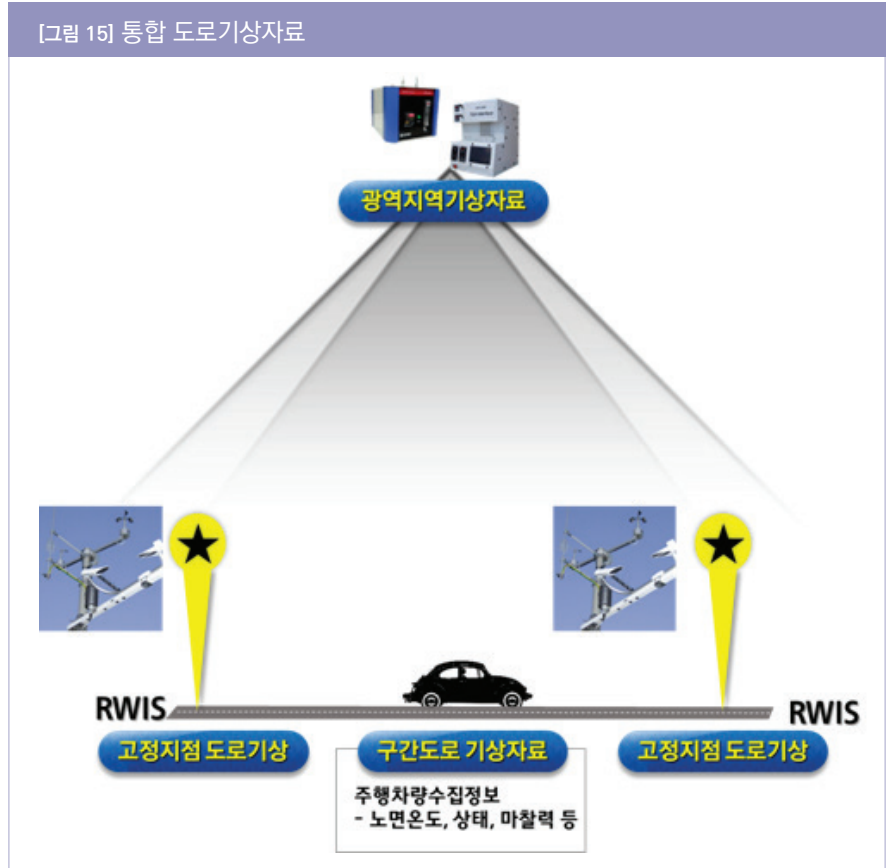 [그림 15] 통합 도로기상자료
광역지역기상자료
RWIS
RWIS
고정지점 도로기상
구간도로 기상자료
고정지점 도로기상
주행차량수집정보
- 노면온도, 상태, 마찰력 등